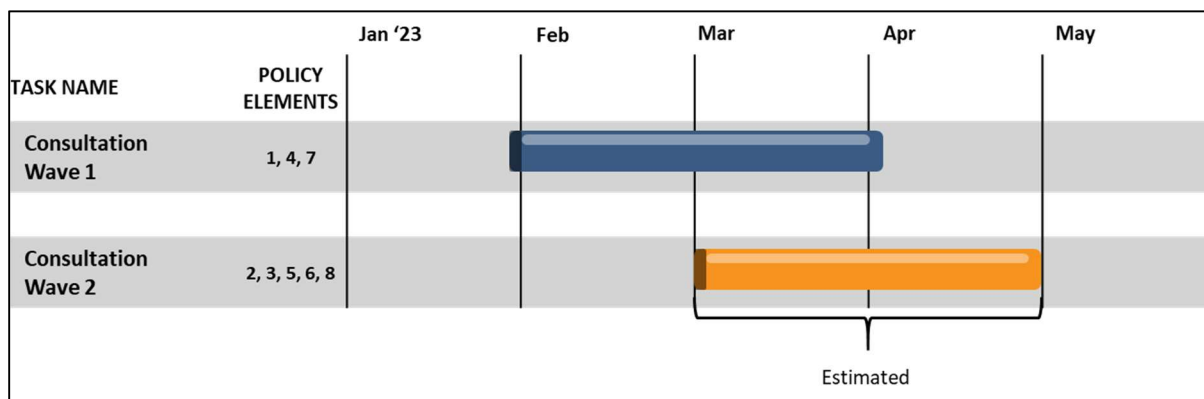 Jan ‘23
Feb
Mar
Apr
May
TASK NAME
POLICY
ELEMENTS
Consultation
Wave 1
1, 4, 7
Consultation
Wave 2
2, 3, 5, 6, 8
Estimated